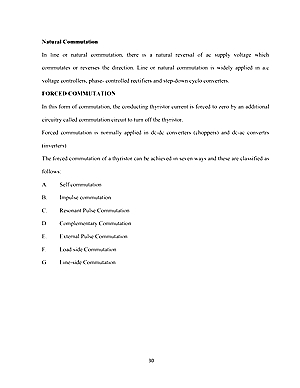 Natural Commutation
In line or natural commutation, there is a natural reversal of ac supply voltage which
commutates or reverses the direction. Line or natural commutation is widely applied in a.c
voltage controllers, phase- controlled rectifiers and step-down cyclo converters.
FORCED COMMUTATION
In this form of commutation, the conducting thyristor current is forced to zero by an additional
circuitry called commutation circuit to turn off the thyristor.
Forced commutation is normally applied in dc-dc converters (choppers) and dc-ac convertrs
(inverters)
The forced commutation of a thyristor can be achieved in seven ways and these are classified as
follows.
A Self commutation
B. Impulse commutation
C. Resonant Pulse Commutation
D Complementary Commutation
E External Pulse Commutation
F. Load-side Commutation
G Line-side Commutation
30